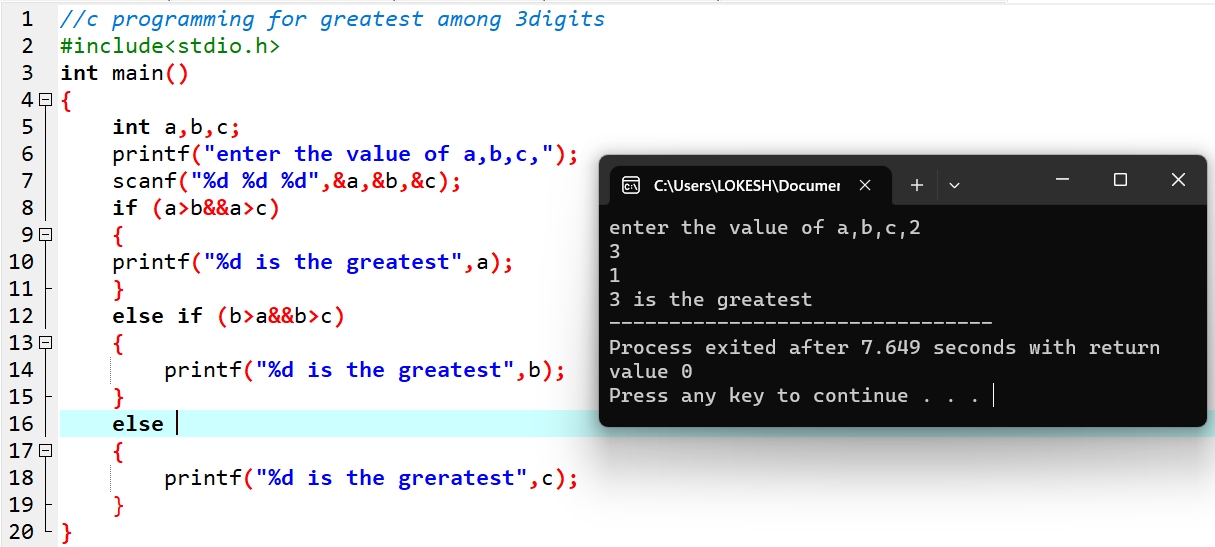 1 //c programming for greatest among 3digits
2 #include<stdio.h>
3 int main()
4 {
5 int a,b,c;
6 printf("enter the value of a,b,c,");
7 scanf("%d %d %d",&a,&b,&c);
8 if (a>b&&a>c)
9 {
10 printf("%d is the greatest",a);
11 }
12 else if (b>a&&b>c)
13 {
14 printf("%d is the greatest",b);
15 }
16 else
17 {
18 printf("%d is the greratest",c);
19 }
20 }
C:\Users\LOKESH\Documen
enter the value of a,b,c,2
3
1
3 is the greatest
--------------------------------
Process exited after 7.649 seconds with return
value 0
Press any key to continue . . .